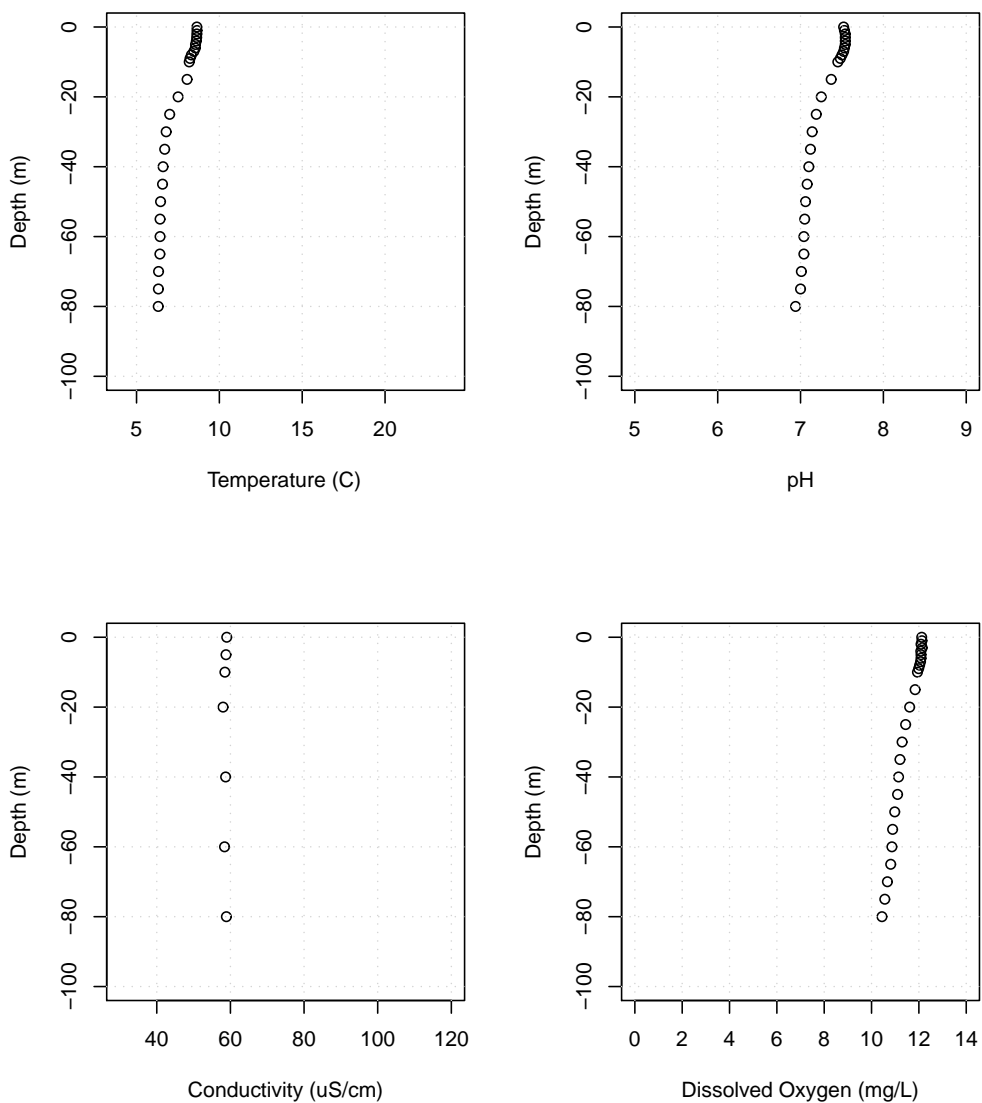 0
−20
−40
−60
−80
−100
Depth (m)
5 10 15 20
Temperature (C)
0
−20
−40
−60
−80
−100
Depth (m)
5 6 7 8 9
pH
0
−20
−40
−60
−80
−100
Depth (m)
40 60 80 100 120
Conductivity (uS/cm)
0
−20
−40
−60
−80
−100
Depth (m)
0 2 4 6 8 10 12 14
Dissolved Oxygen (mg/L)